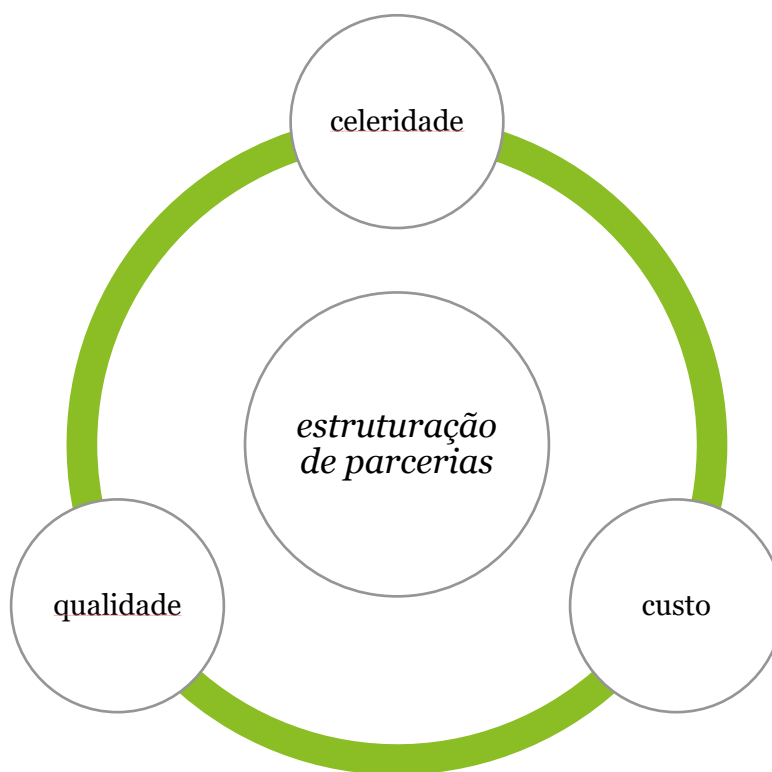 celeridade
estruturação
de parcerias
qualidade
custo